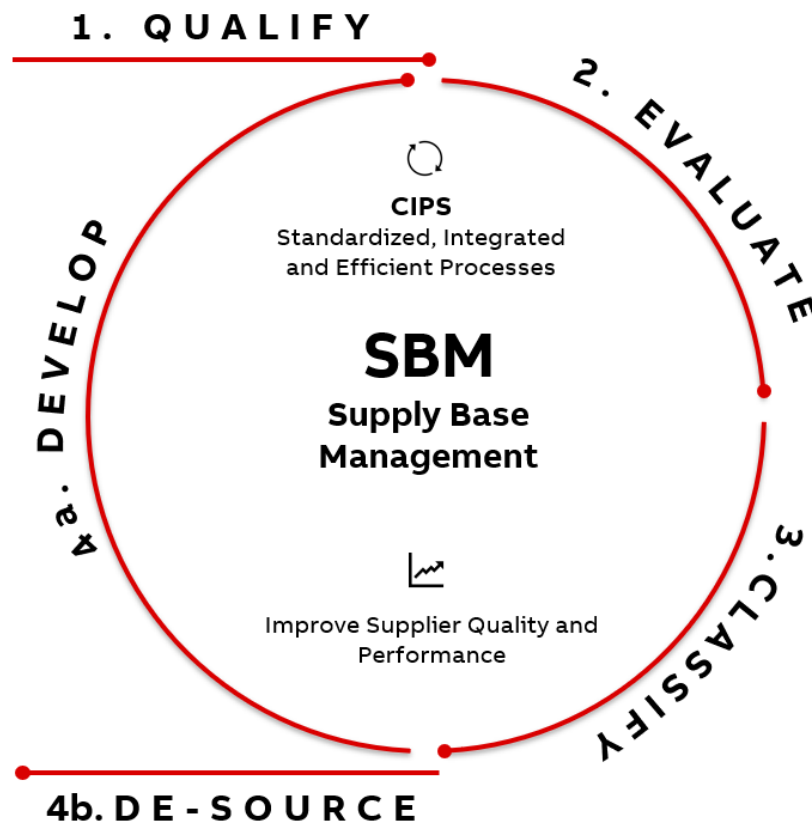 1. QUALIFY
2. EVALUATE
CIPS
Standardized, Integrated
and Efficient Processes
SBM
Supply Base
Management
Improve Supplier Quality and
Performance
3.CLASSIFY
4a. DEVELOP
4b. DE-SOURCE